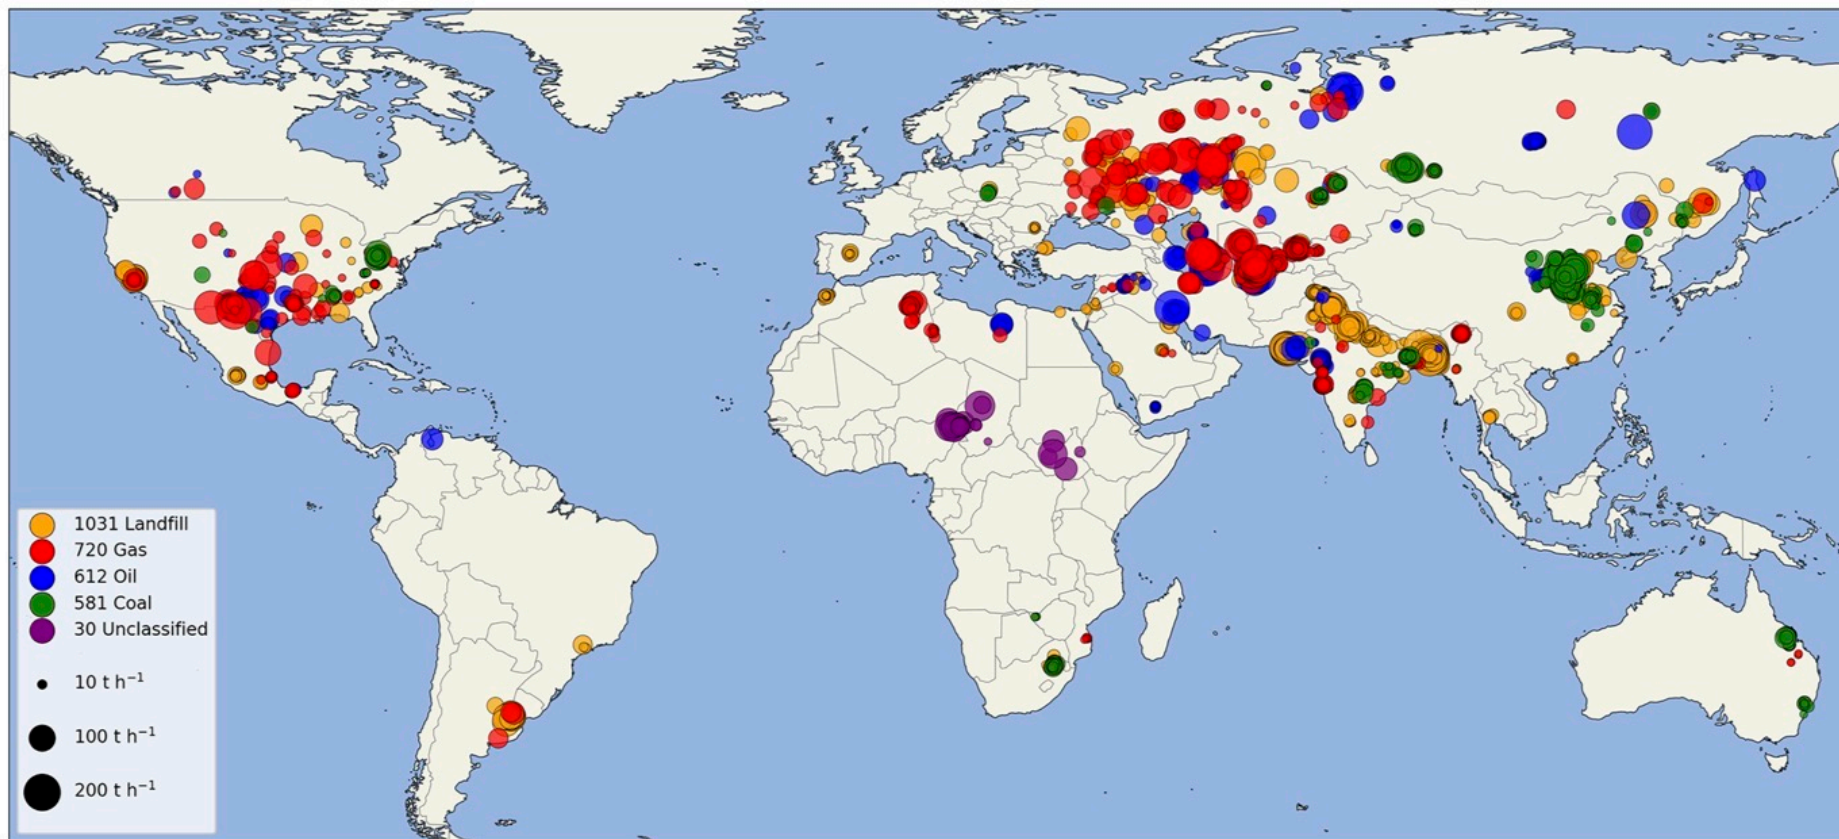 1031 Landfill
720 Gas
612 Oil
581 Coal
30 Unclassified
10 t h⁻¹
100 t h⁻¹
200 t h⁻¹